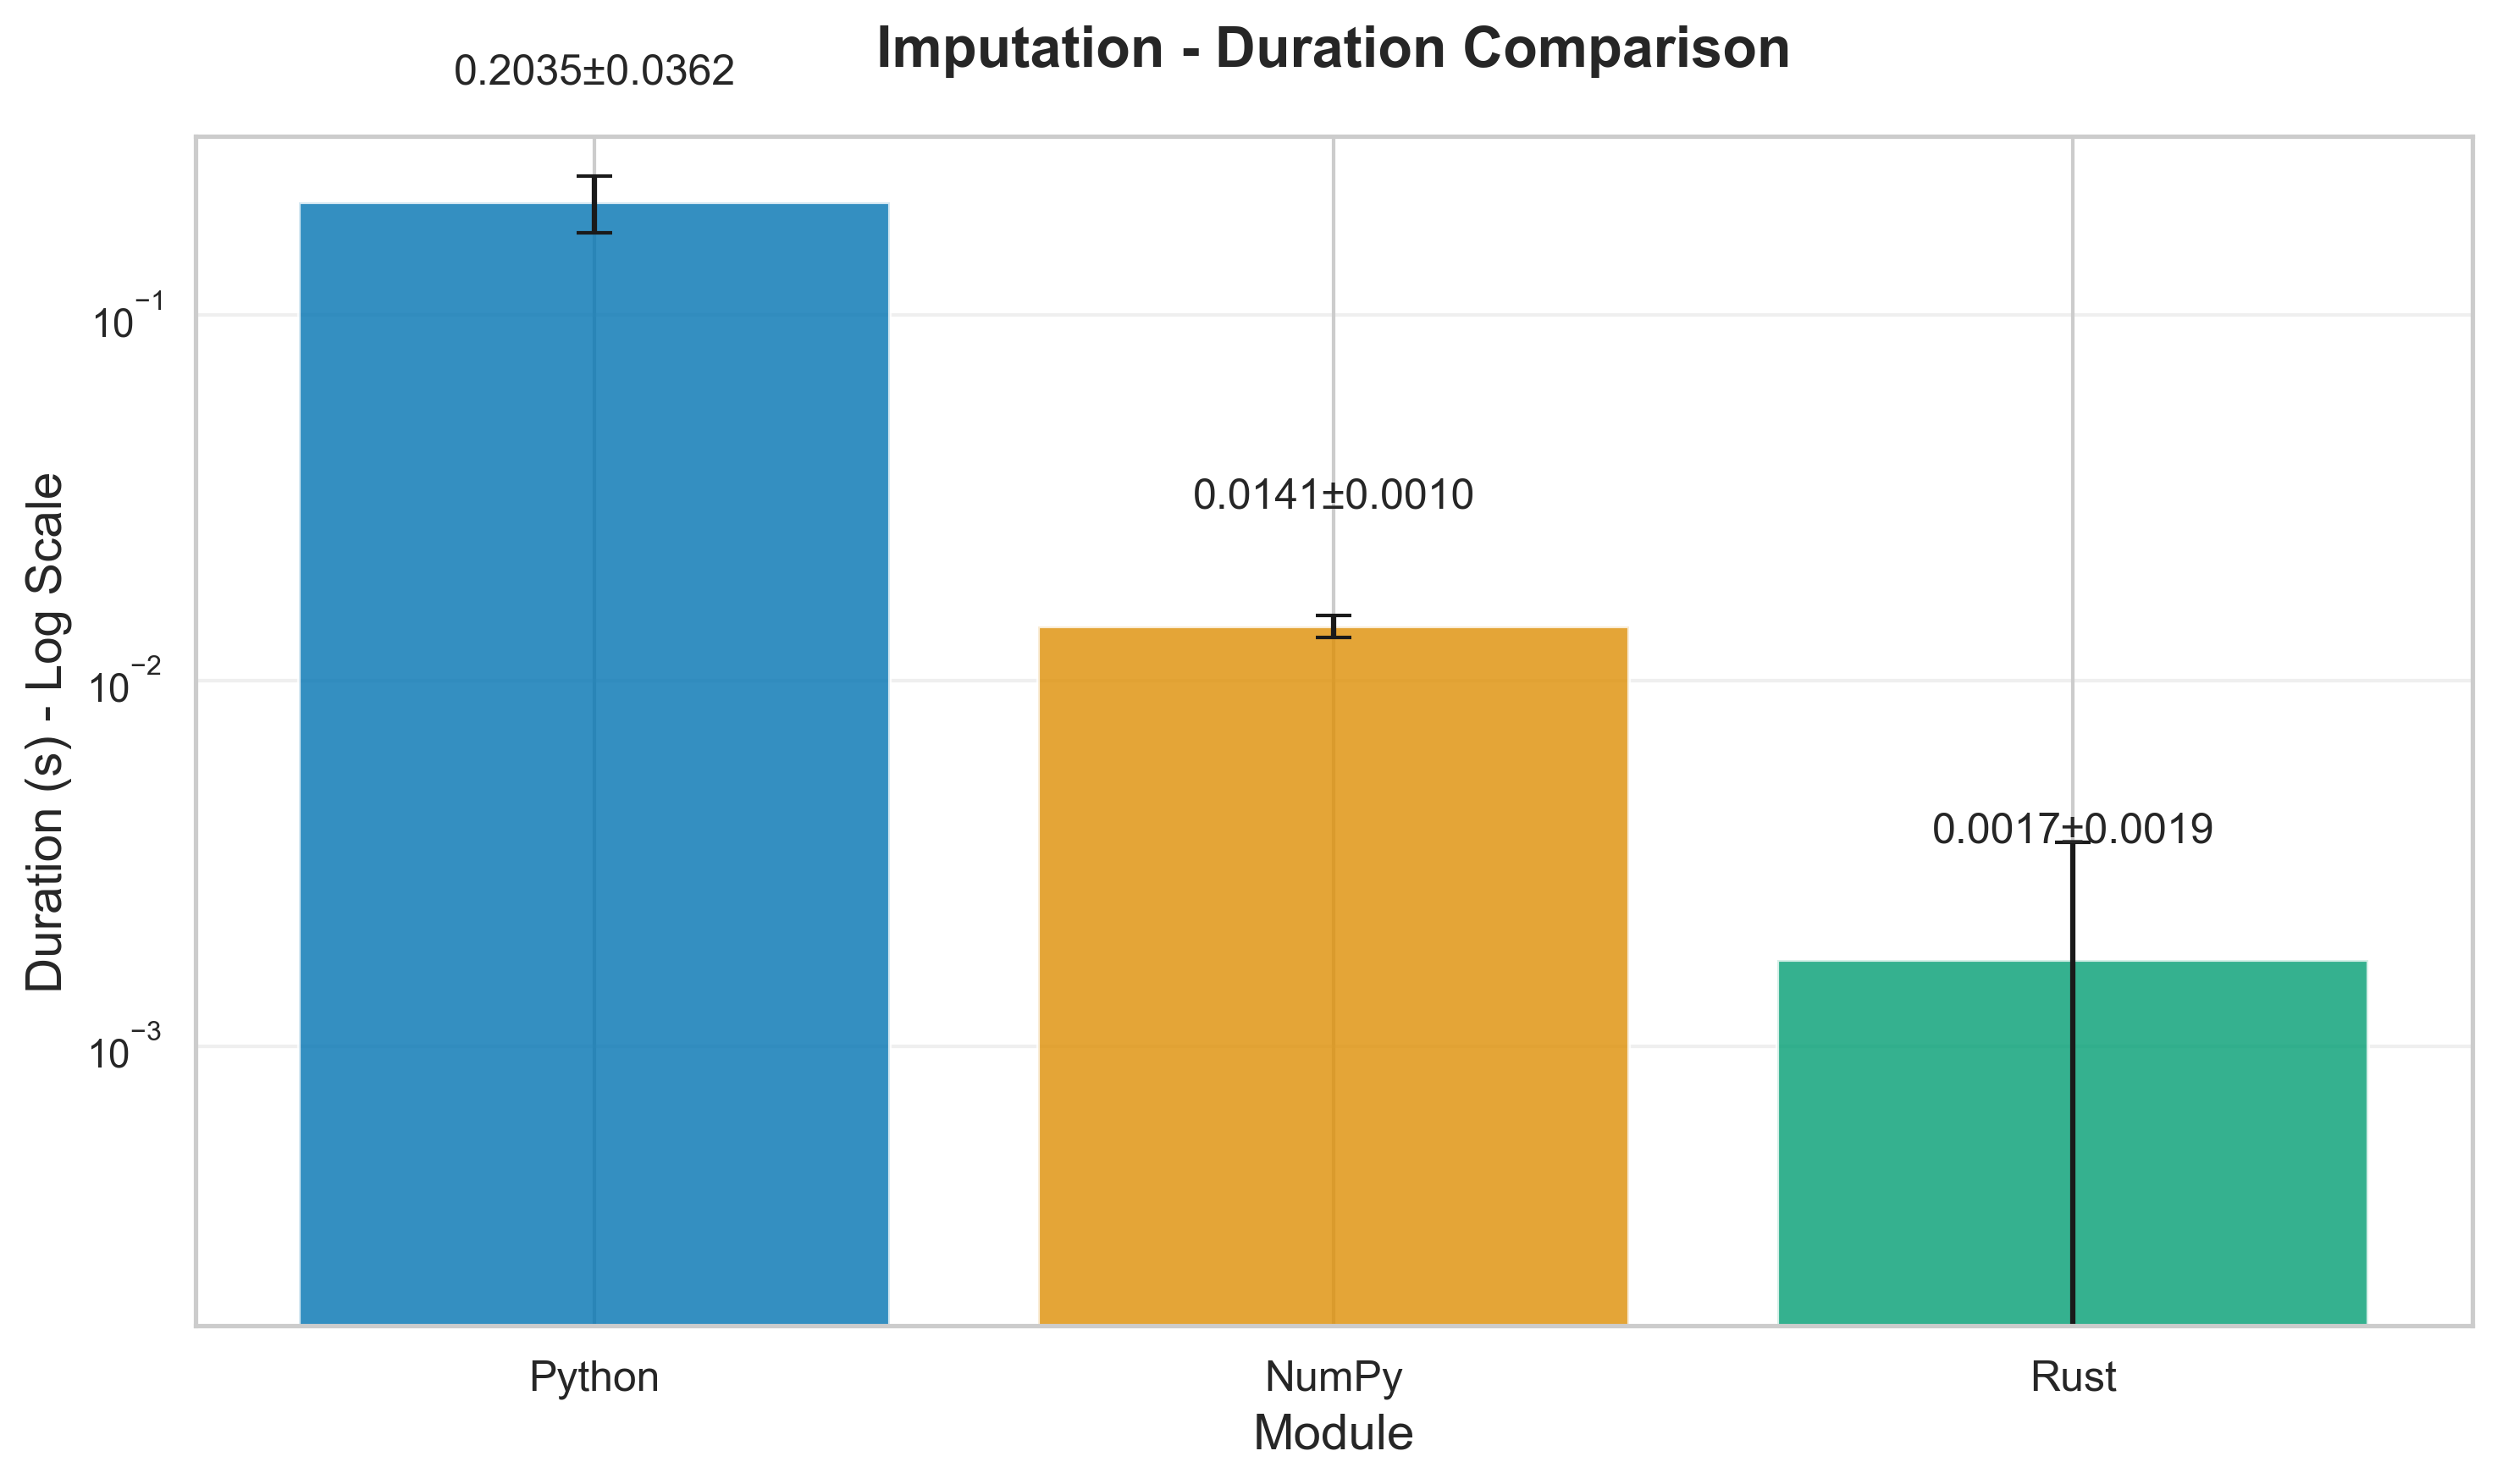 Imputation - Duration Comparison
0.2035±0.0362
0.0141±0.0010
0.0017±0.0019
Duration (s) - Log Scale
10⁻¹
10⁻²
10⁻³
Python
NumPy
Rust
Module